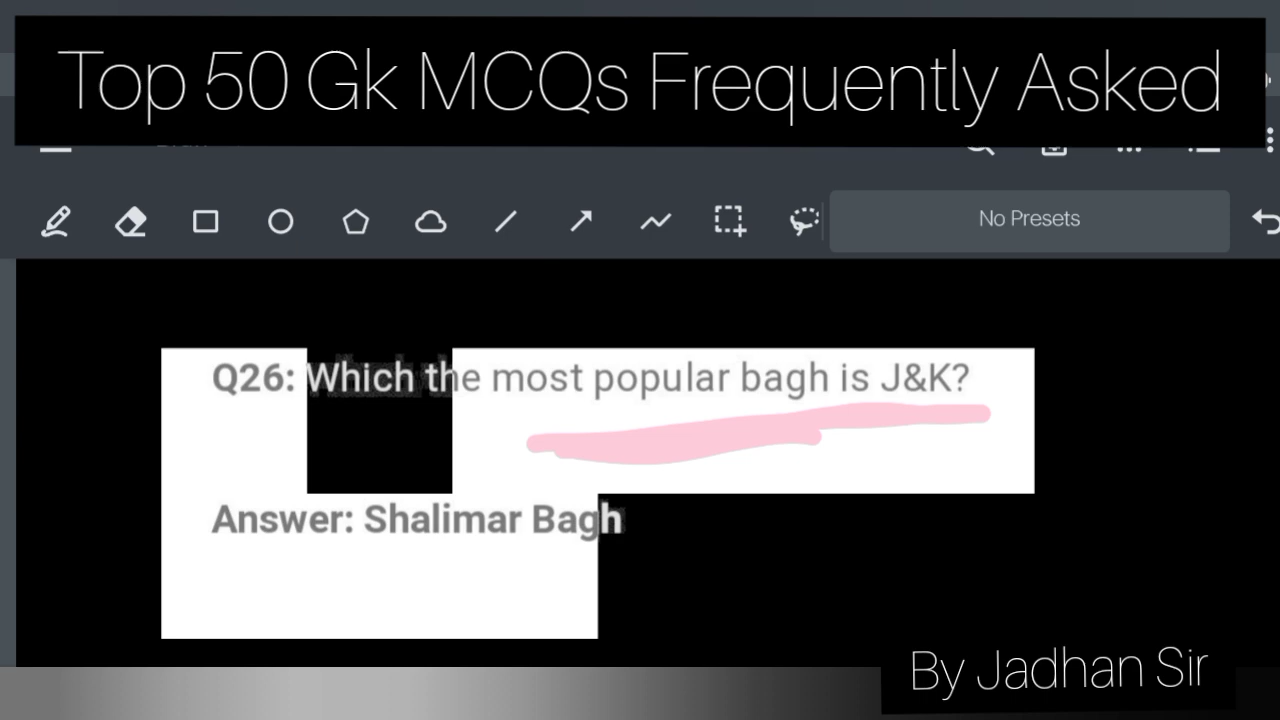 Top 50 Gk MCQs Frequently Asked
No Presets
Q26: Which the most popular bagh is J&K?
Answer: Shalimar Bagh
By Jadhan Sir